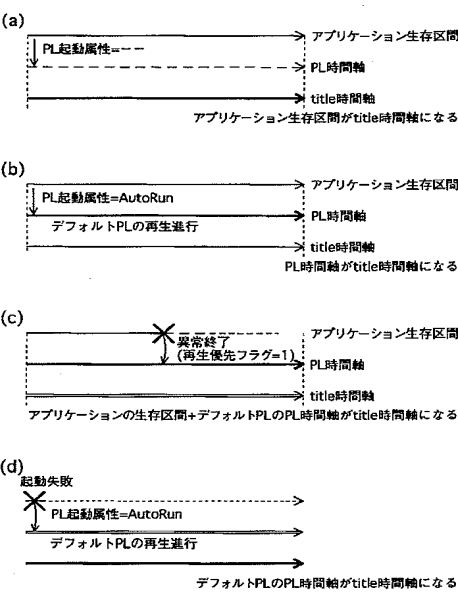 (a)
アプリケーション生存区間
PL起動属性=ーー
PL時間軸
title時間軸
アプリケーション生存区間がtitle時間軸になる
(b)
アプリケーション生存区間
PL起動属性=AutoRun
PL時間軸
デフォルトPLの再生進行
title時間軸
PL時間軸がtitle時間軸になる
(c)
アプリケーション生存区間
異常終了
(再生優先フラグ=1)
PL時間軸
title時間軸
アプリケーションの生存区間+デフォルトPLのPL時間軸がtitle時間軸になる
(d)
起動失敗
PL起動属性=AutoRun
デフォルトPLの再生進行
デフォルトPLのPL時間軸がtitle時間軸になる